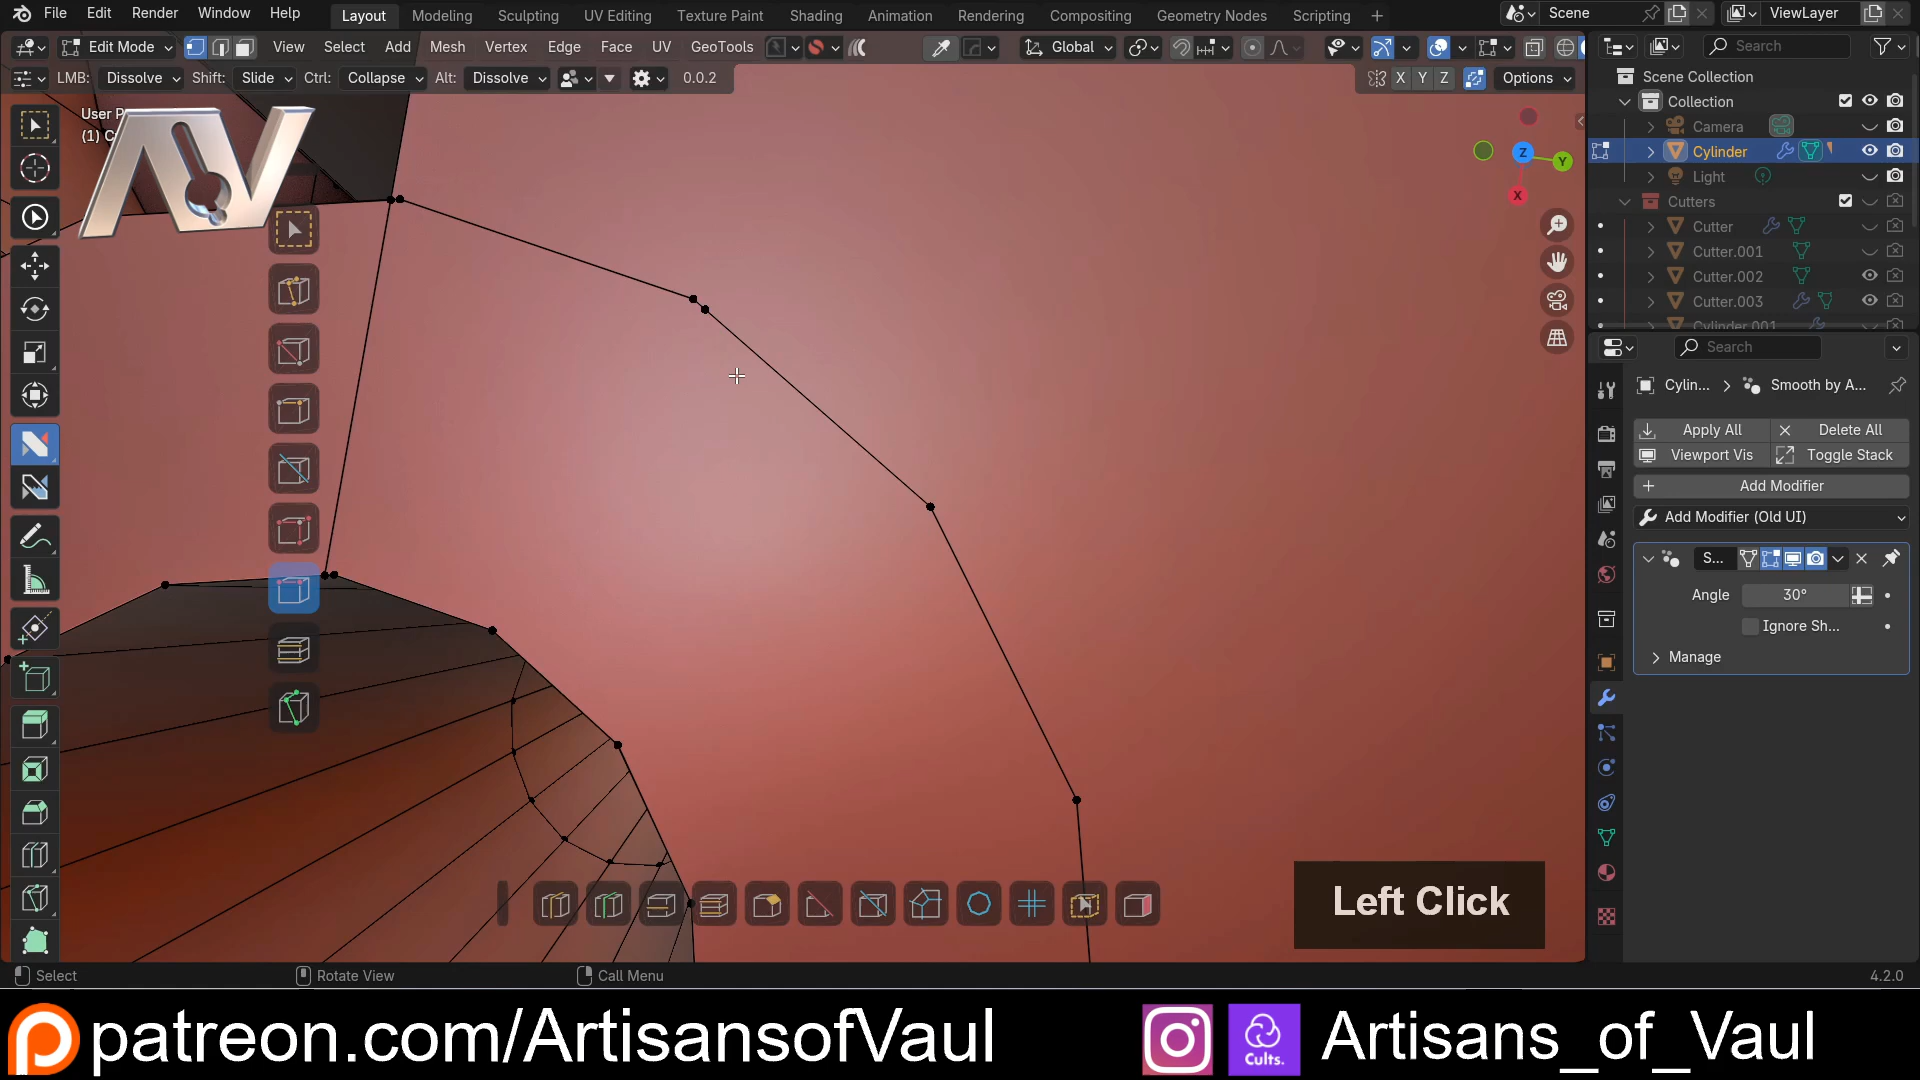 File Edit Render Window Help Layout Modeling Sculpting UV Editing Texture Paint Shading Animation Rendering Compositing Geometry Nodes Scripting + Scene ViewLayer
Edit Mode View Select Add Mesh Vertex Edge Face UV GeoTools Global Search
LMB: Dissolve Shift: Slide Ctrl: Collapse Alt: Dissolve 0.0.2 X Y Z Options
Scene Collection
Collection
Camera
Cylinder
Light
Cutters
Cutter
Cutter.001
Cutter.002
Cutter.003
Cylinder.001
User P
(1) C
AV
Z Y X
Search
Cylin... > Smooth by A...
Apply All Delete All
Viewport Vis Toggle Stack
Add Modifier
Add Modifier (Old UI)
S...
Angle 30°
Ignore Sh...
Manage
Left Click
Select Rotate View Call Menu 4.2.0
patreon.com/ArtisansofVaul Cults. Artisans_of_Vaul